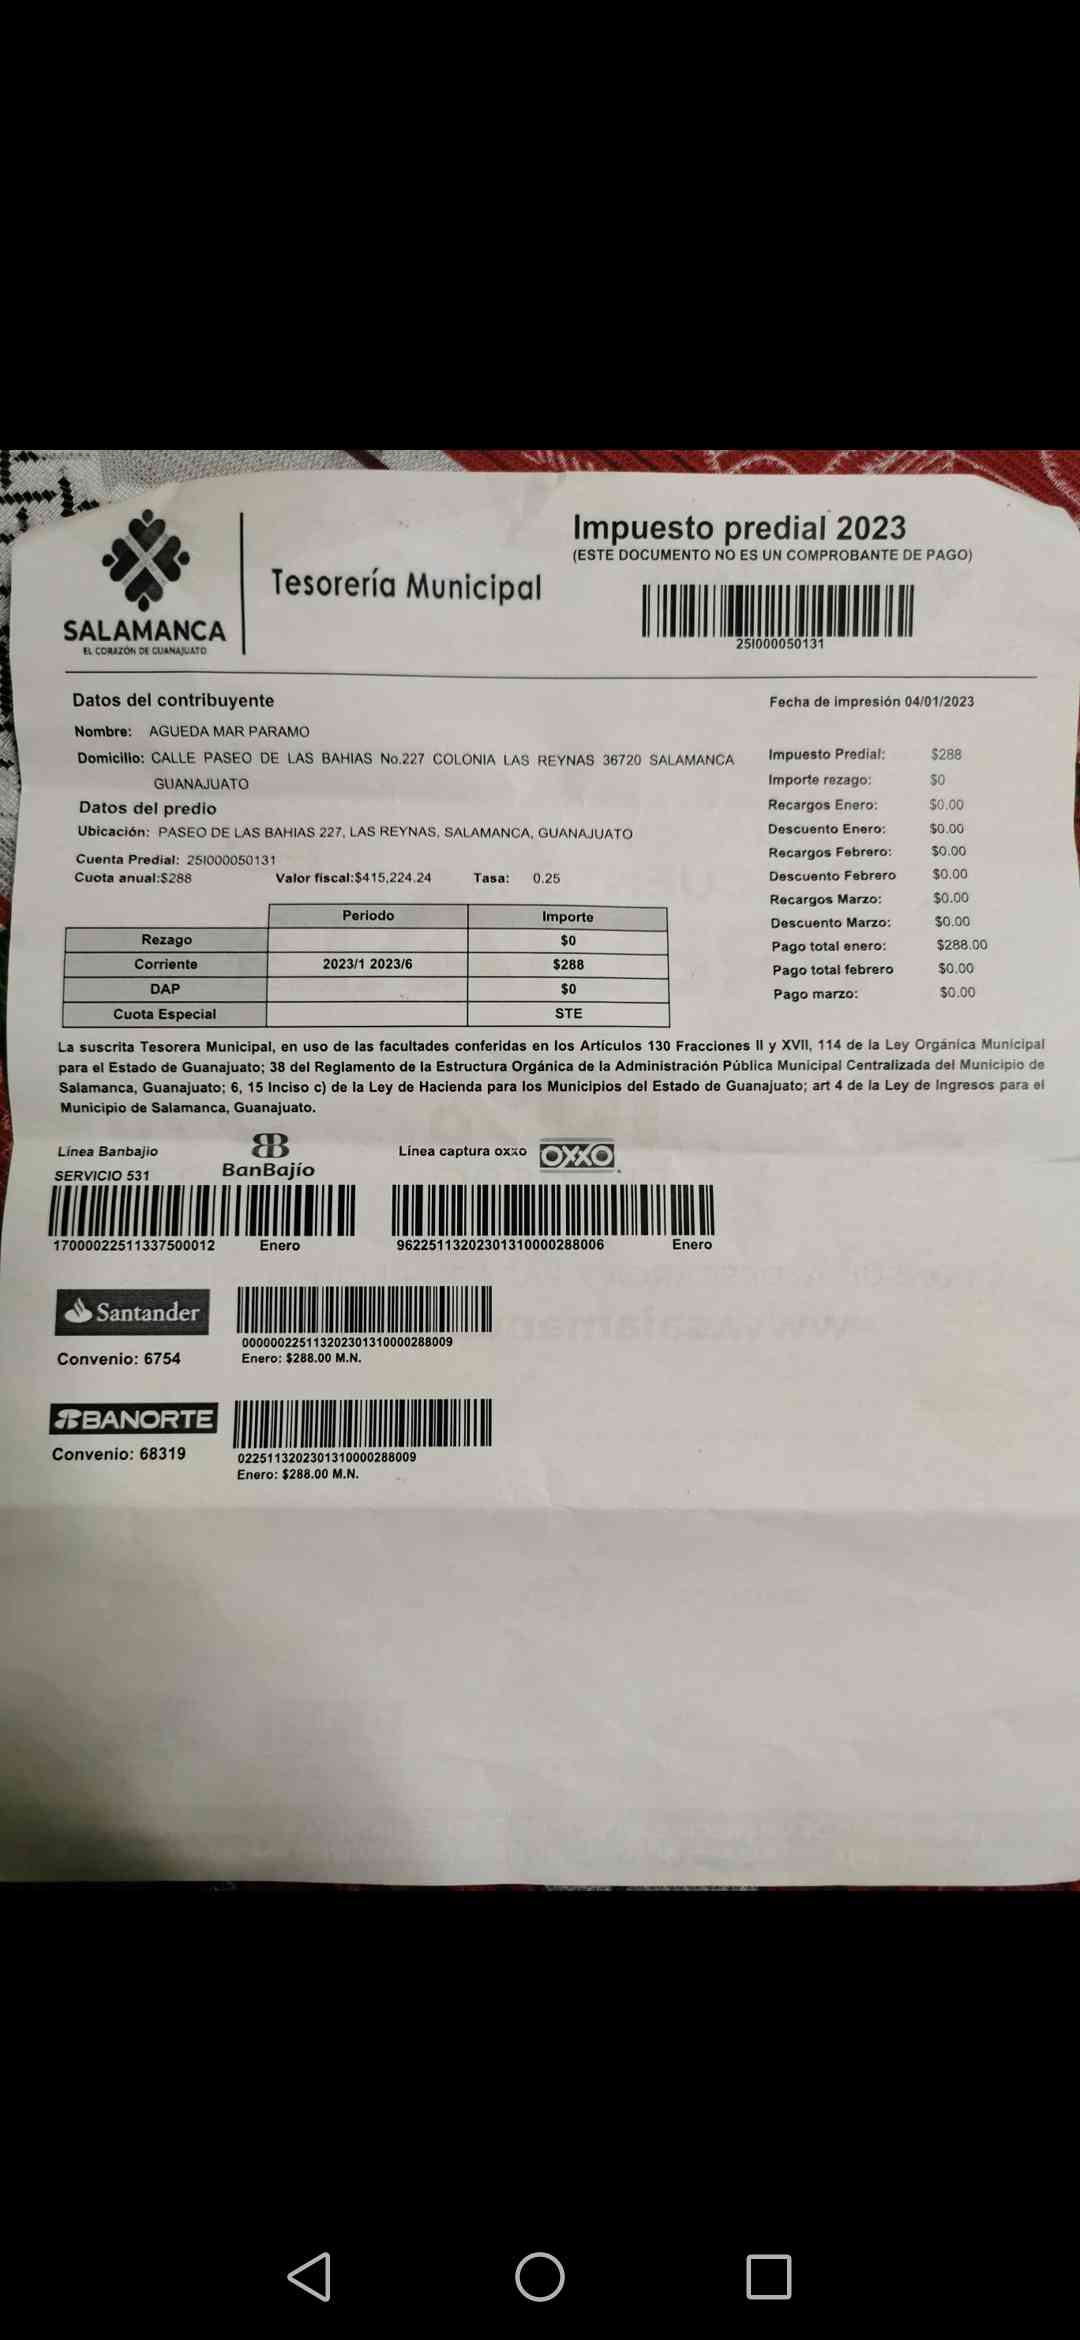 Impuesto predial 2023
(ESTE DOCUMENTO NO ES UN COMPROBANTE DE PAGO)
Tesorería Municipal
SALAMANCA
EL CORAZÓN DE GUANAJUATO
25I000050131
Datos del contribuyente
Fecha de impresión 04/01/2023
Nombre: AGUEDA MAR PARAMO
Domicilio: CALLE PASEO DE LAS BAHIAS No.227 COLONIA LAS REYNAS 36720 SALAMANCA
GUANAJUATO
Datos del predio
Ubicación: PASEO DE LAS BAHIAS 227, LAS REYNAS, SALAMANCA, GUANAJUATO
Cuenta Predial: 25I000050131
Cuota anual:$288 Valor fiscal:$415,224.24 Tasa: 0.25
Impuesto Predial: $288
Importe rezago: $0
Recargos Enero: $0.00
Descuento Enero: $0.00
Recargos Febrero: $0.00
Descuento Febrero $0.00
Recargos Marzo: $0.00
Descuento Marzo: $0.00
Pago total enero: $288.00
Pago total febrero $0.00
Pago marzo: $0.00
Periodo Importe
Rezago $0
Corriente 2023/1 2023/6 $288
DAP $0
Cuota Especial STE
La suscrita Tesorera Municipal, en uso de las facultades conferidas en los Artículos 130 Fracciones II y XVII, 114 de la Ley Orgánica Municipal
para el Estado de Guanajuato; 38 del Reglamento de la Estructura Orgánica de la Administración Pública Municipal Centralizada del Municipio de
Salamanca, Guanajuato; 6, 15 Inciso c) de la Ley de Hacienda para los Municipios del Estado de Guanajuato; art 4 de la Ley de Ingresos para el
Municipio de Salamanca, Guanajuato.
Línea Banbajio
SERVICIO 531
BanBajío
17000022511337500012 Enero
Línea captura oxxo OXXO
96225113202301310000288006 Enero
Santander
Convenio: 6754
000000225113202301310000288009
Enero: $288.00 M.N.
BANORTE
Convenio: 68319
0225113202301310000288009
Enero: $288.00 M.N.